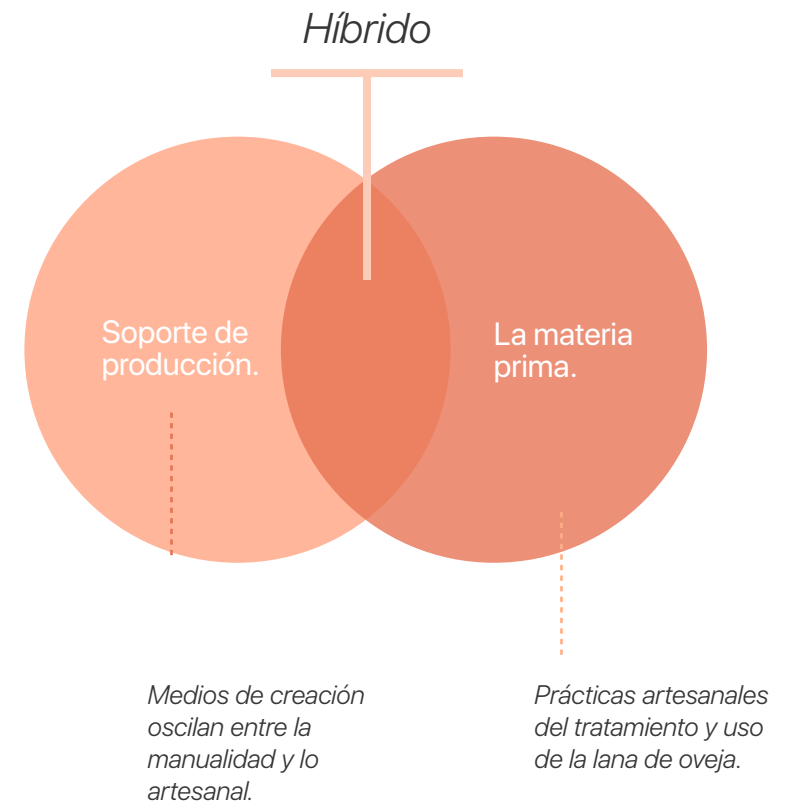 Híbrido
Soporte de
producción.
La materia
prima.
Medios de creación
oscilan entre la
manualidad y lo
artesanal.
Prácticas artesanales
del tratamiento y uso
de la lana de oveja.